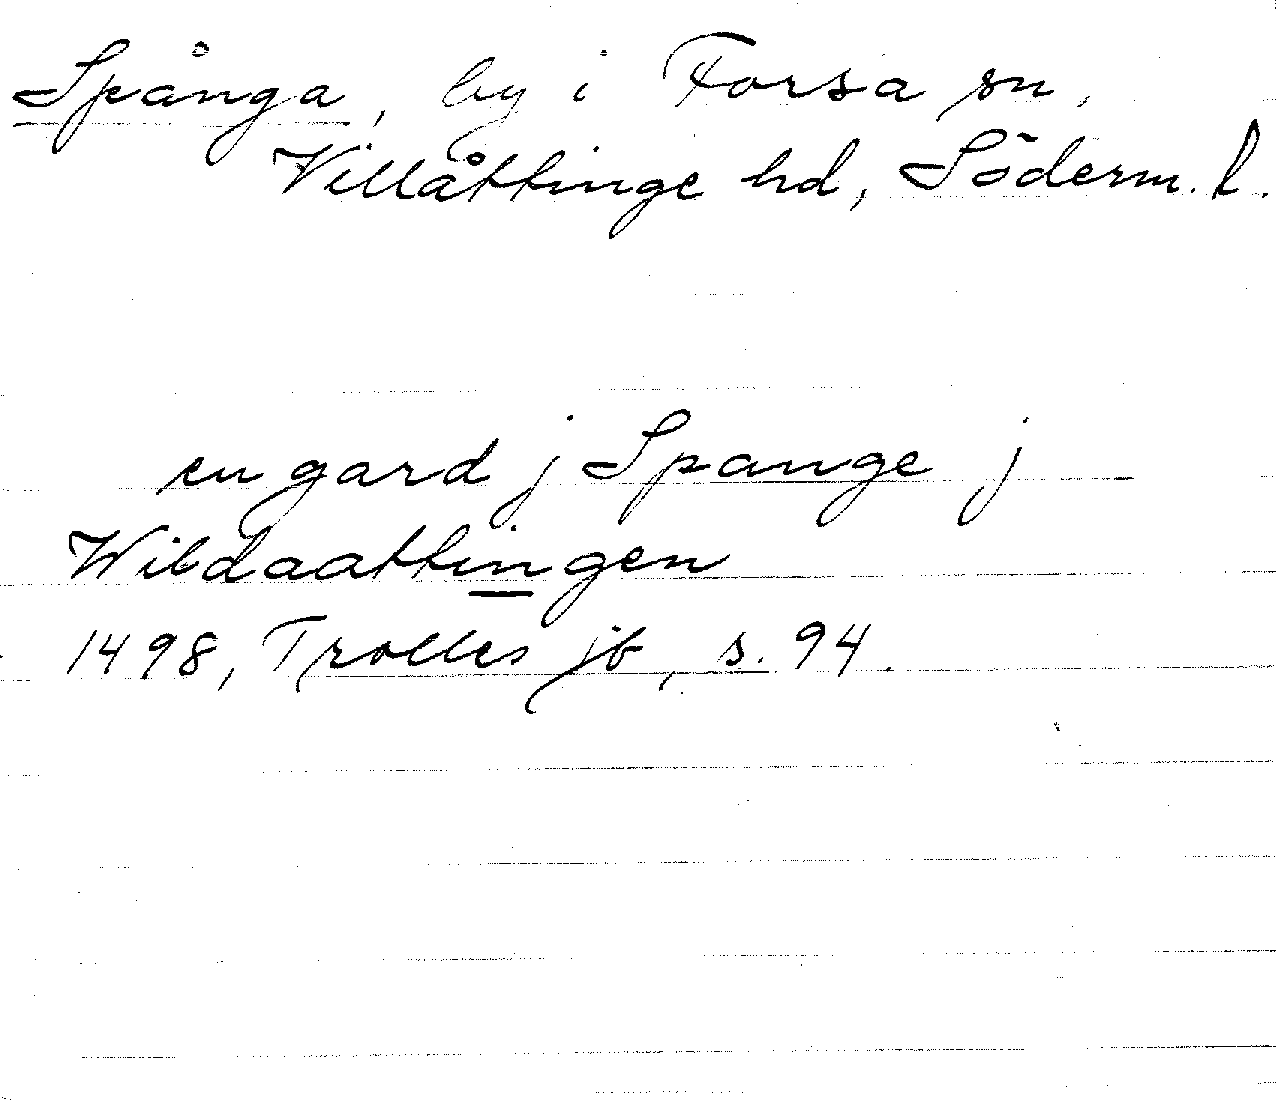 Spånga, by i Forsa sn,
Villåttinge hd, Söderm. l.
en gard j Spange j
Wildaattingen
1498, Trolles jb, s. 94.